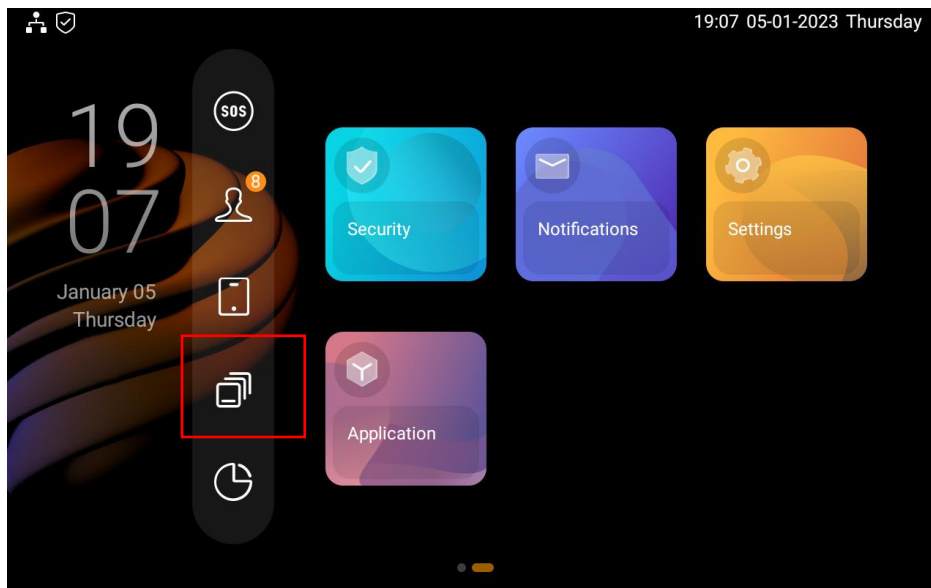 19:07 05-01-2023 Thursday
19
07
January 05
Thursday
SOS
8
Security
Notifications
Settings
Application